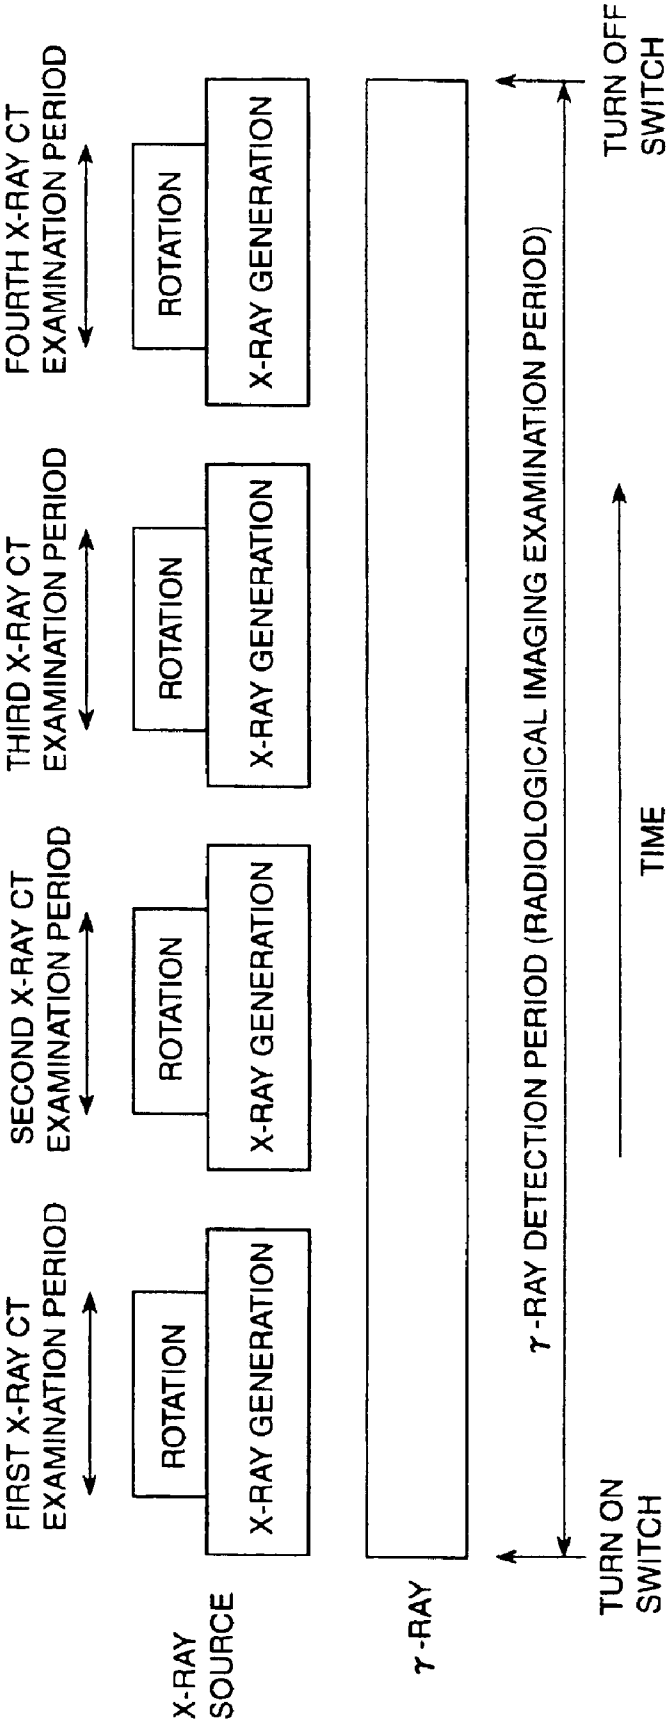 FIRST X-RAY CT
EXAMINATION PERIOD
SECOND X-RAY CT
EXAMINATION PERIOD
THIRD X-RAY CT
EXAMINATION PERIOD
FOURTH X-RAY CT
EXAMINATION PERIOD
X-RAY
SOURCE
ROTATION
X-RAY GENERATION
ROTATION
X-RAY GENERATION
ROTATION
X-RAY GENERATION
ROTATION
X-RAY GENERATION
γ-RAY
γ-RAY DETECTION PERIOD (RADIOLOGICAL IMAGING EXAMINATION PERIOD)
TURN ON
SWITCH
TIME
TURN OFF
SWITCH